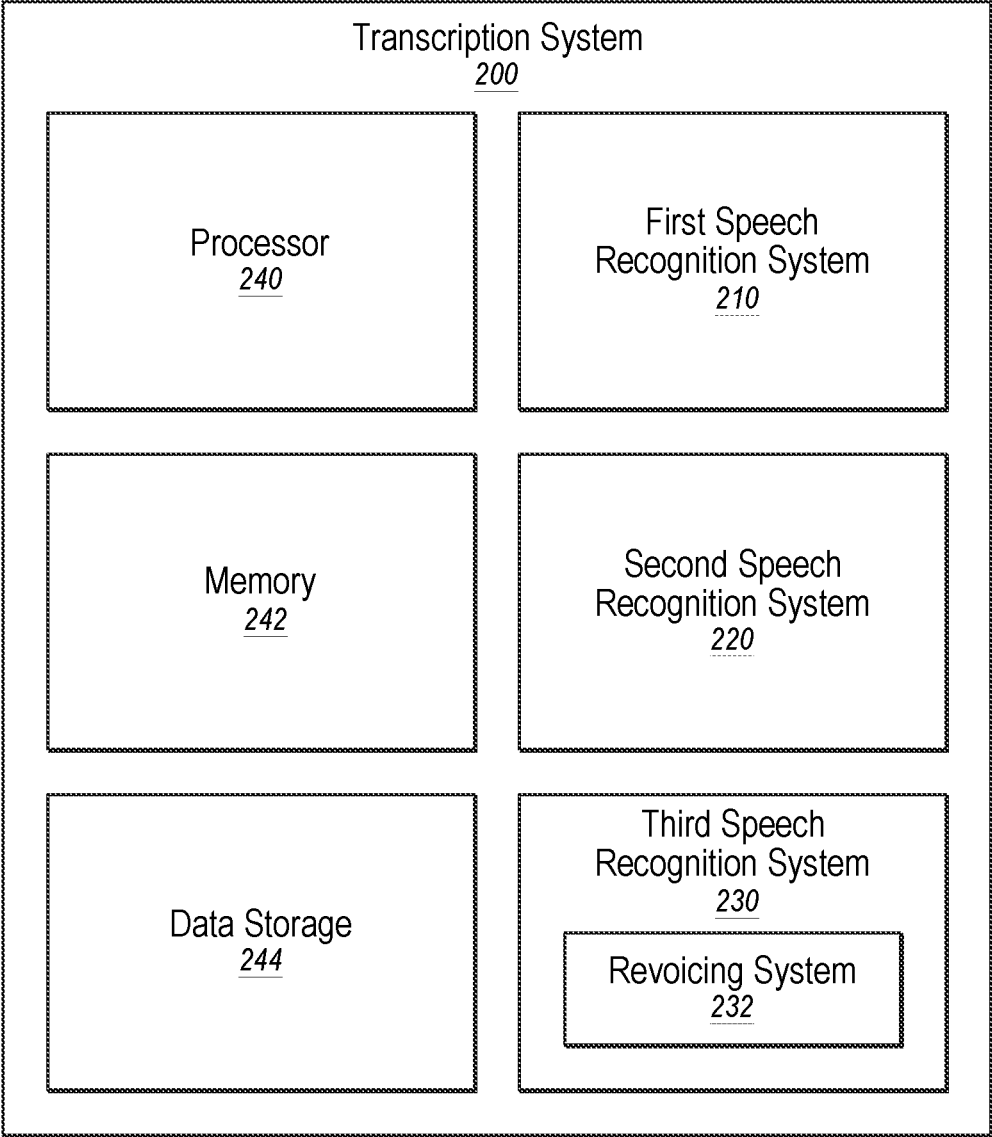 Transcription System
200
Processor
240
First Speech
Recognition System
210
Memory
242
Second Speech
Recognition System
220
Data Storage
244
Third Speech
Recognition System
230
Revoicing System
232